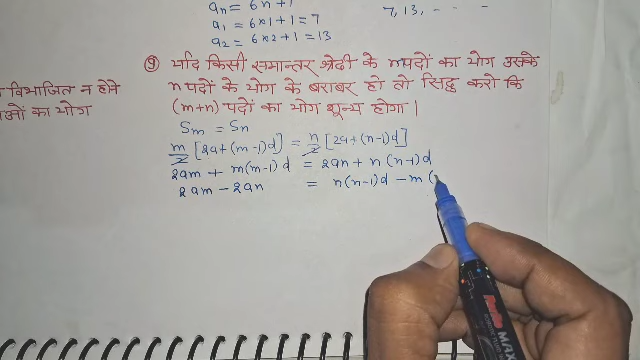 aₙ = 6n+1
a₁ = 6×1+1 = 7
a₂ = 6×2+1 = 13
7, 13, - - - -
विभाजित न होने
का योग
⑨ यदि किसी समान्तर श्रेढी के m पदों का योग उसके
n पदों के योग के बराबर हो तो सिद्ध करो कि
(m+n) पदों का योग शून्य होगा।
Sₘ = Sₙ
m/2 [2a+(m-1)d] = n/2 [2a+(n-1)d]
2am + m(m-1)d = 2an + n(n-1)d
2am - 2an = n(n-1)d - m(